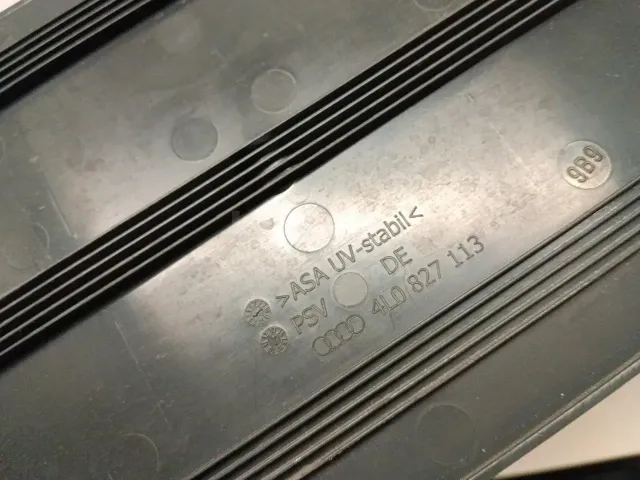 >ASA UV-stabil<
PSV DE
4L0 827 113
9B9